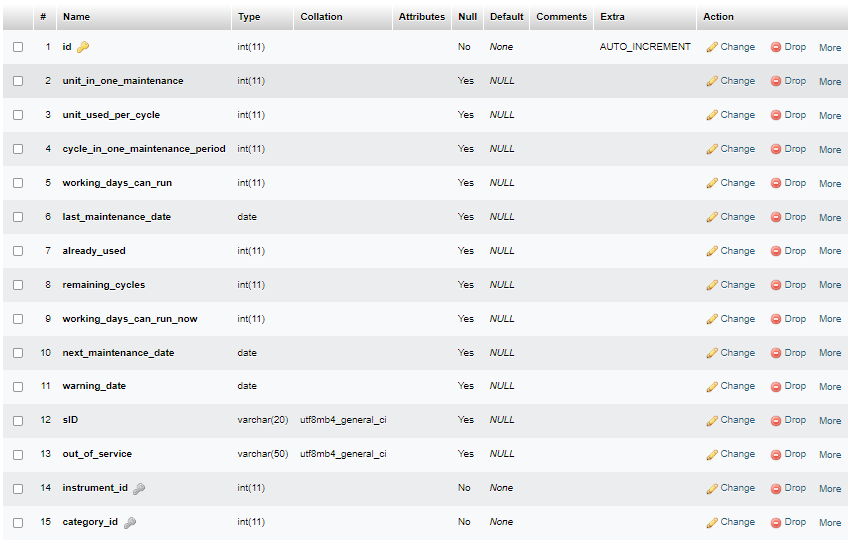 # Name Type Collation Attributes Null Default Comments Extra Action
1 id int(11) No None AUTO_INCREMENT Change Drop More
2 unit_in_one_maintenance int(11) Yes NULL Change Drop More
3 unit_used_per_cycle int(11) Yes NULL Change Drop More
4 cycle_in_one_maintenance_period int(11) Yes NULL Change Drop More
5 working_days_can_run int(11) Yes NULL Change Drop More
6 last_maintenance_date date Yes NULL Change Drop More
7 already_used int(11) Yes NULL Change Drop More
8 remaining_cycles int(11) Yes NULL Change Drop More
9 working_days_can_run_now int(11) Yes NULL Change Drop More
10 next_maintenance_date date Yes NULL Change Drop More
11 warning_date date Yes NULL Change Drop More
12 sID varchar(20) utf8mb4_general_ci Yes NULL Change Drop More
13 out_of_service varchar(50) utf8mb4_general_ci Yes NULL Change Drop More
14 instrument_id int(11) No None Change Drop More
15 category_id int(11) No None Change Drop More